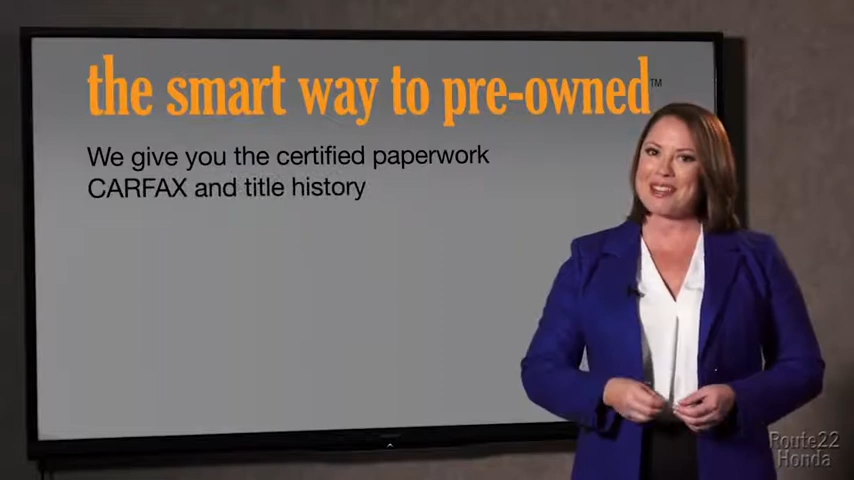 the smart way to pre-owned™
We give you the certified paperwork
CARFAX and title history
Route22
Honda